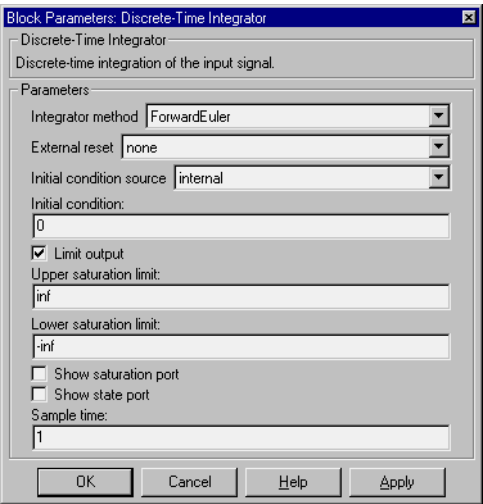 Block Parameters: Discrete-Time Integrator
Discrete-Time Integrator
Discrete-time integration of the input signal.
Parameters
Integrator method ForwardEuler
External reset none
Initial condition source internal
Initial condition:
0
Limit output
Upper saturation limit:
inf
Lower saturation limit:
-inf
Show saturation port
Show state port
Sample time:
1
OK Cancel Help Apply